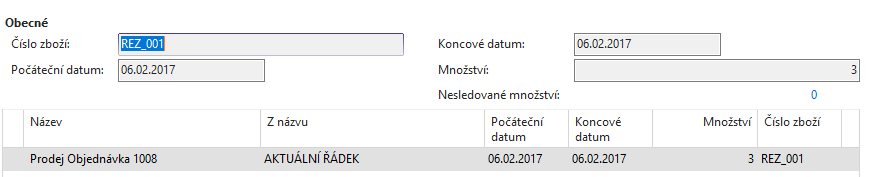 Obecné
Číslo zboží: REZ_001 Koncové datum: 06.02.2017
Počáteční datum: 06.02.2017 Množství: 3
Nesledované množství: 0
Název Z názvu Počáteční datum Koncové datum Množství Číslo zboží
Prodej Objednávka 1008 AKTUÁLNÍ ŘÁDEK 06.02.2017 06.02.2017 3 REZ_001